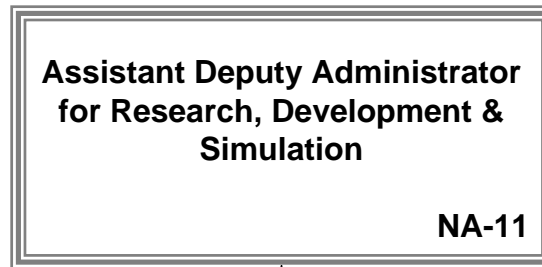 Assistant Deputy Administrator
for Research, Development &
Simulation
NA-11